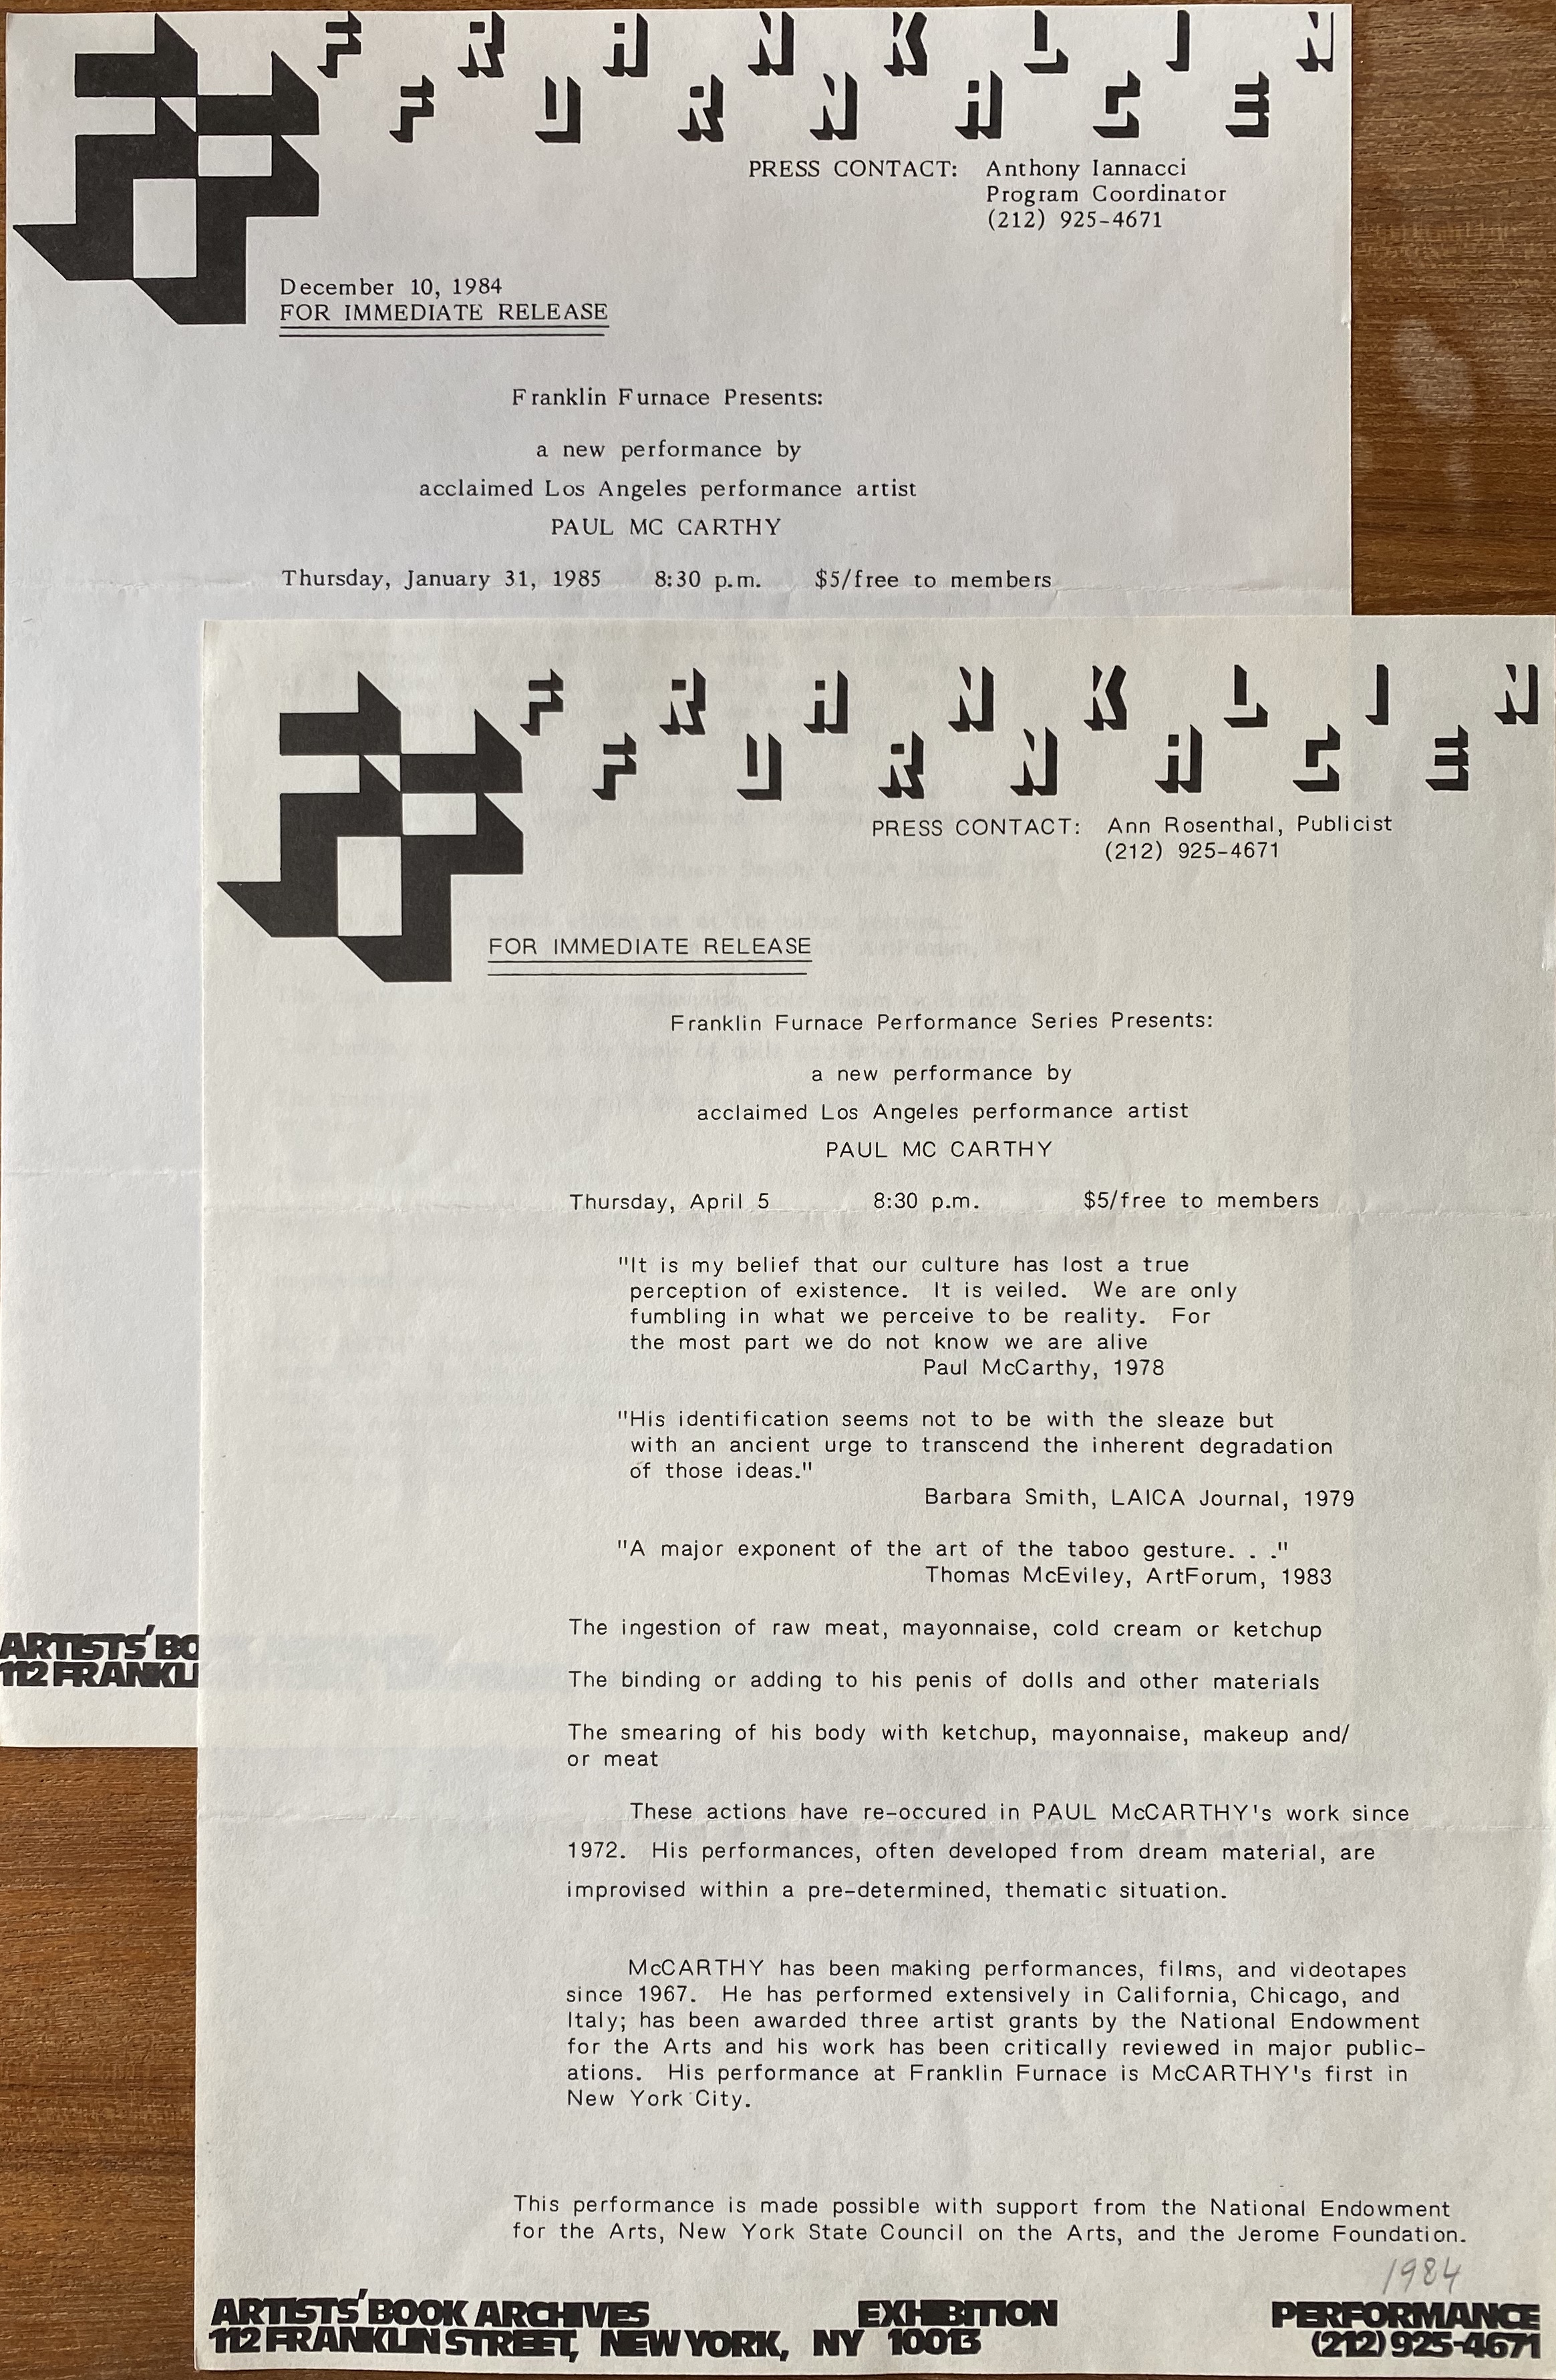 FRANKLIN
FURNACE
PRESS CONTACT: Anthony Iannacci
Program Coordinator
(212) 925-4671
December 10, 1984
FOR IMMEDIATE RELEASE
Franklin Furnace Presents:
a new performance by
acclaimed Los Angeles performance artist
PAUL MC CARTHY
Thursday, January 31, 1985 8:30 p.m. $5/free to members
ARTISTS' BO
112 FRANKLI
FRANKLIN
FURNACE
PRESS CONTACT: Ann Rosenthal, Publicist
(212) 925-4671
FOR IMMEDIATE RELEASE
Franklin Furnace Performance Series Presents:
a new performance by
acclaimed Los Angeles performance artist
PAUL MC CARTHY
Thursday, April 5 8:30 p.m. $5/free to members
"It is my belief that our culture has lost a true
perception of existence. It is veiled. We are only
fumbling in what we perceive to be reality. For
the most part we do not know we are alive
Paul McCarthy, 1978
"His identification seems not to be with the sleaze but
with an ancient urge to transcend the inherent degradation
of those ideas."
Barbara Smith, LAICA Journal, 1979
"A major exponent of the art of the taboo gesture. . ."
Thomas McEviley, ArtForum, 1983
The ingestion of raw meat, mayonnaise, cold cream or ketchup
The binding or adding to his penis of dolls and other materials
The smearing of his body with ketchup, mayonnaise, makeup and/
or meat
These actions have re-occured in PAUL McCARTHY's work since
1972. His performances, often developed from dream material, are
improvised within a pre-determined, thematic situation.
McCARTHY has been making performances, films, and videotapes
since 1967. He has performed extensively in California, Chicago, and
Italy; has been awarded three artist grants by the National Endowment
for the Arts and his work has been critically reviewed in major public-
ations. His performance at Franklin Furnace is McCARTHY's first in
New York City.
This performance is made possible with support from the National Endowment
for the Arts, New York State Council on the Arts, and the Jerome Foundation.
1984
ARTISTS' BOOK ARCHIVES EXHIBITION PERFORMANCE
112 FRANKLIN STREET, NEW YORK, NY 10013 (212) 925-4671